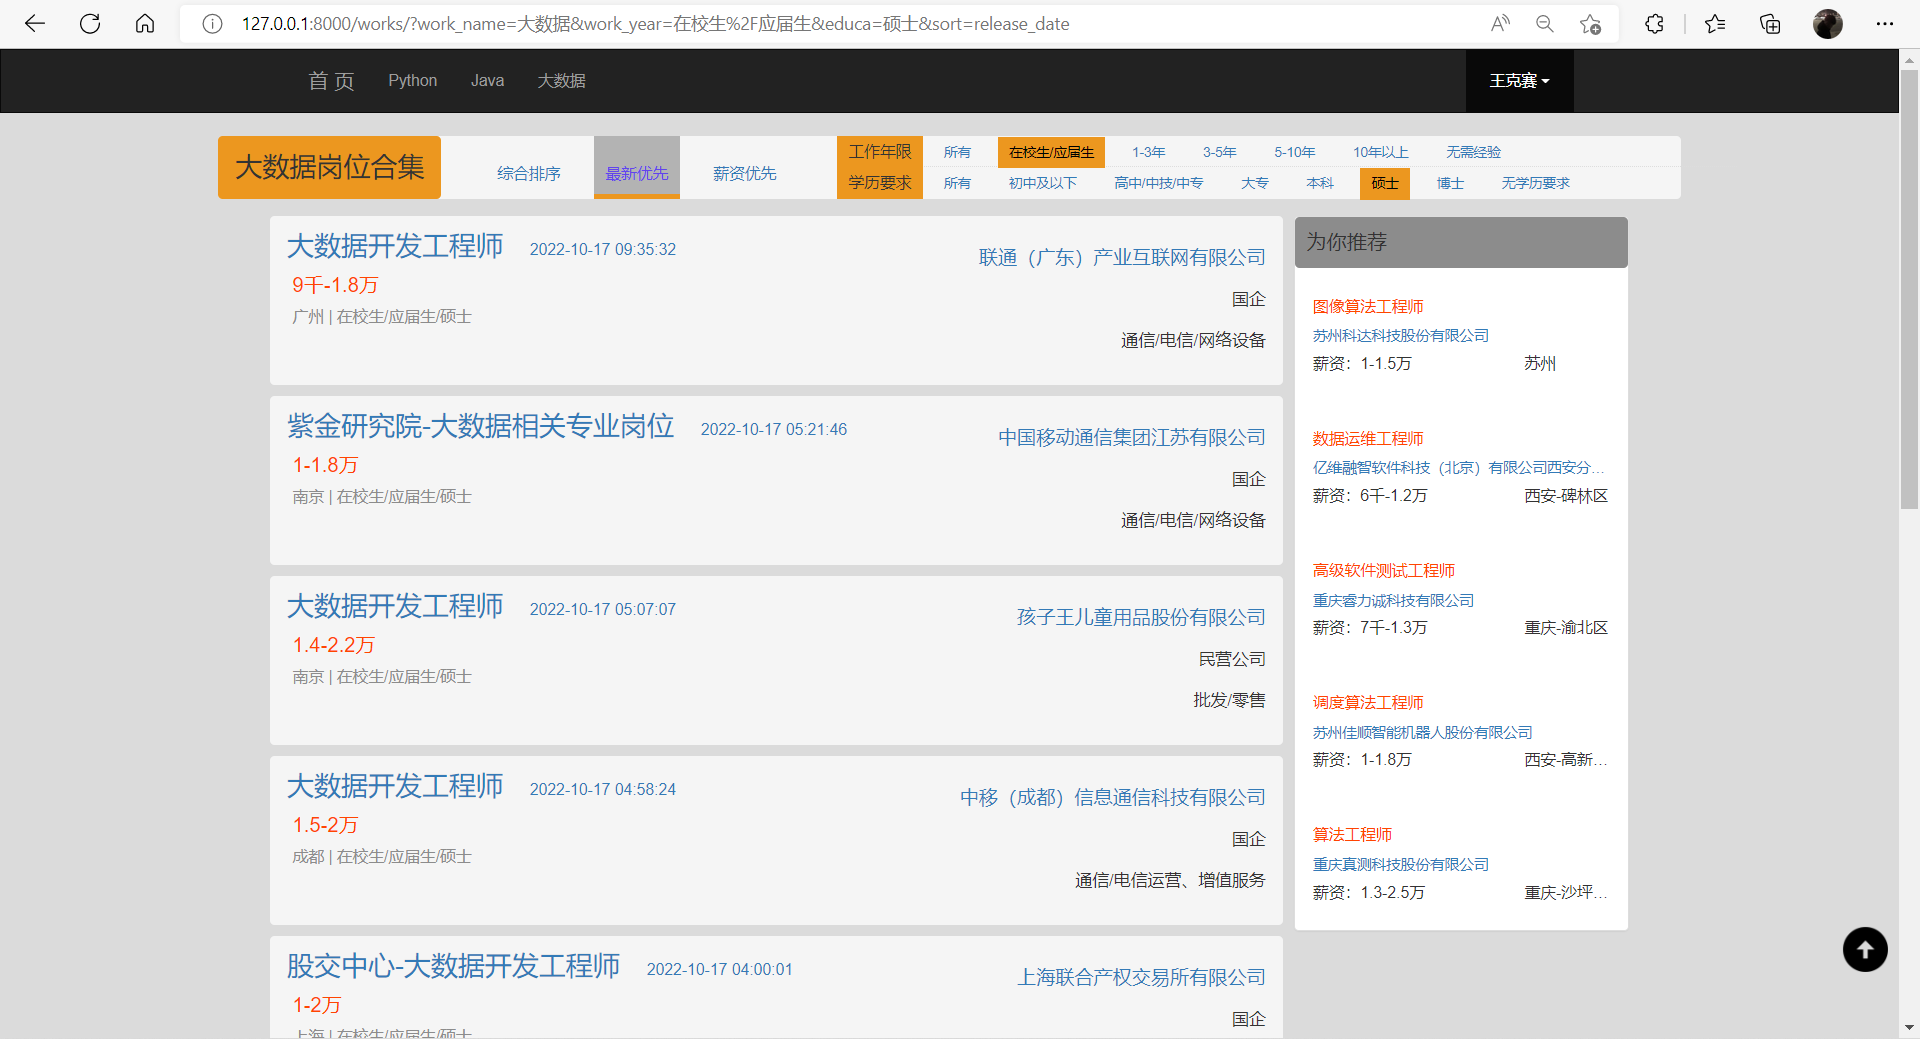 127.0.0.1:8000/works/?work_name=大数据&work_year=在校生%2F应届生&educa=硕士&sort=release_date
首 页 Python Java 大数据 王克赛
大数据岗位合集 综合排序 最新优先 薪资优先
工作年限 所有 在校生/应届生 1-3年 3-5年 5-10年 10年以上 无需经验
学历要求 所有 初中及以下 高中/中技/中专 大专 本科 硕士 博士 无学历要求
大数据开发工程师 2022-10-17 09:35:32 联通（广东）产业互联网有限公司
9千-1.8万 国企
广州 | 在校生/应届生/硕士 通信/电信/网络设备
紫金研究院-大数据相关专业岗位 2022-10-17 05:21:46 中国移动通信集团江苏有限公司
1-1.8万 国企
南京 | 在校生/应届生/硕士 通信/电信/网络设备
大数据开发工程师 2022-10-17 05:07:07 孩子王儿童用品股份有限公司
1.4-2.2万 民营公司
南京 | 在校生/应届生/硕士 批发/零售
大数据开发工程师 2022-10-17 04:58:24 中移（成都）信息通信科技有限公司
1.5-2万 国企
成都 | 在校生/应届生/硕士 通信/电信运营、增值服务
股交中心-大数据开发工程师 2022-10-17 04:00:01 上海联合产权交易所有限公司
1-2万 国企
上海 | 在校生/应届生/硕士
为你推荐
图像算法工程师
苏州科达科技股份有限公司
薪资：1-1.5万 苏州
数据运维工程师
亿维融智软件科技（北京）有限公司西安分...
薪资：6千-1.2万 西安-碑林区
高级软件测试工程师
重庆睿力诚科技有限公司
薪资：7千-1.3万 重庆-渝北区
调度算法工程师
苏州佳顺智能机器人股份有限公司
薪资：1-1.8万 西安-高新...
算法工程师
重庆真测科技股份有限公司
薪资：1.3-2.5万 重庆-沙坪...